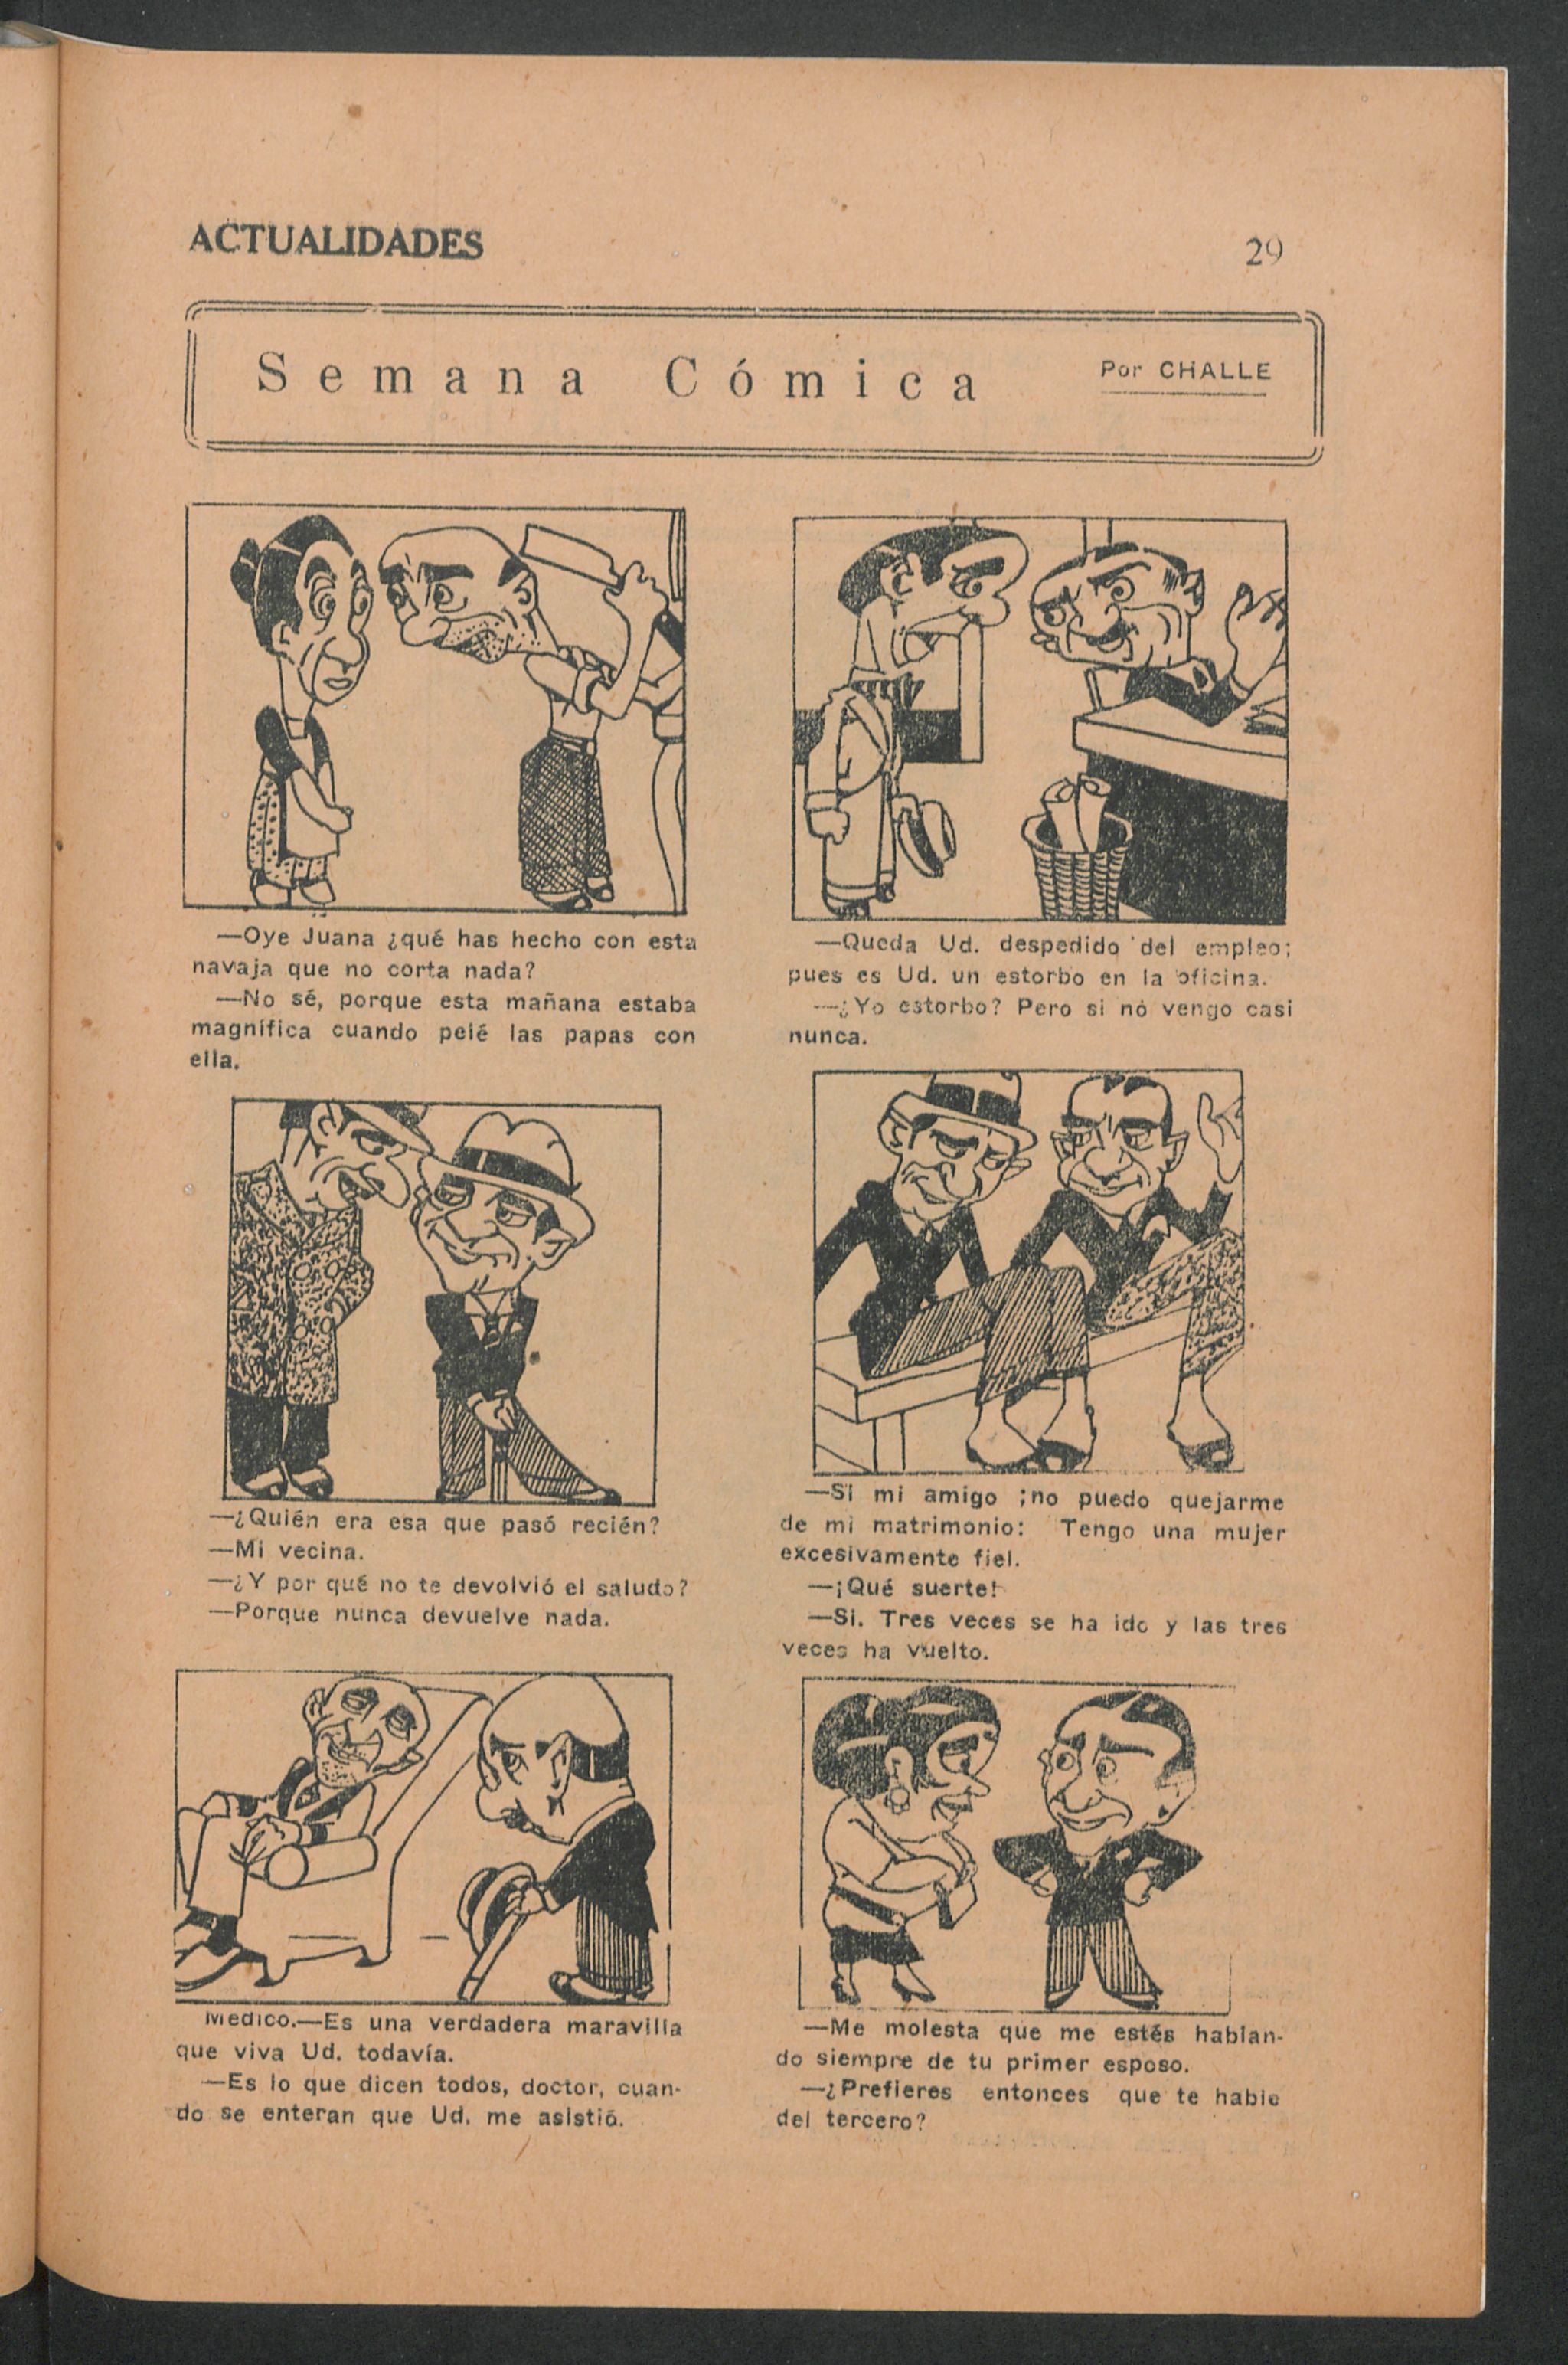 ACTUALIDADES
29
Semana Cómica
Por CHALLE
—Oye Juana ¿qué has hecho con esta
navaja que no corta nada?
—No sé, porque esta mañana estaba
magnífica cuando pelé las papas con
ella.
—Queda Ud. despedido del empleo;
pues es Ud. un estorbo en la oficina.
—¿Yo estorbo? Pero si nó vengo casi
nunca.
—¿Quién era esa que pasó recién?
—Mi vecina.
—¿Y por qué no te devolvió el saludo?
—Porque nunca devuelve nada.
—Si mi amigo ;no puedo quejarme
de mi matrimonio: Tengo una mujer
excesivamente fiel.
—¡Qué suerte!
—Si. Tres veces se ha ido y las tres
veces ha vuelto.
Médico.—Es una verdadera maravilla
que viva Ud. todavía.
—Es lo que dicen todos, doctor, cuan-
do se enteran que Ud. me asistió.
—Me molesta que me estés hablan-
do siempre de tu primer esposo.
—¿Prefieres entonces que te hable
del tercero?